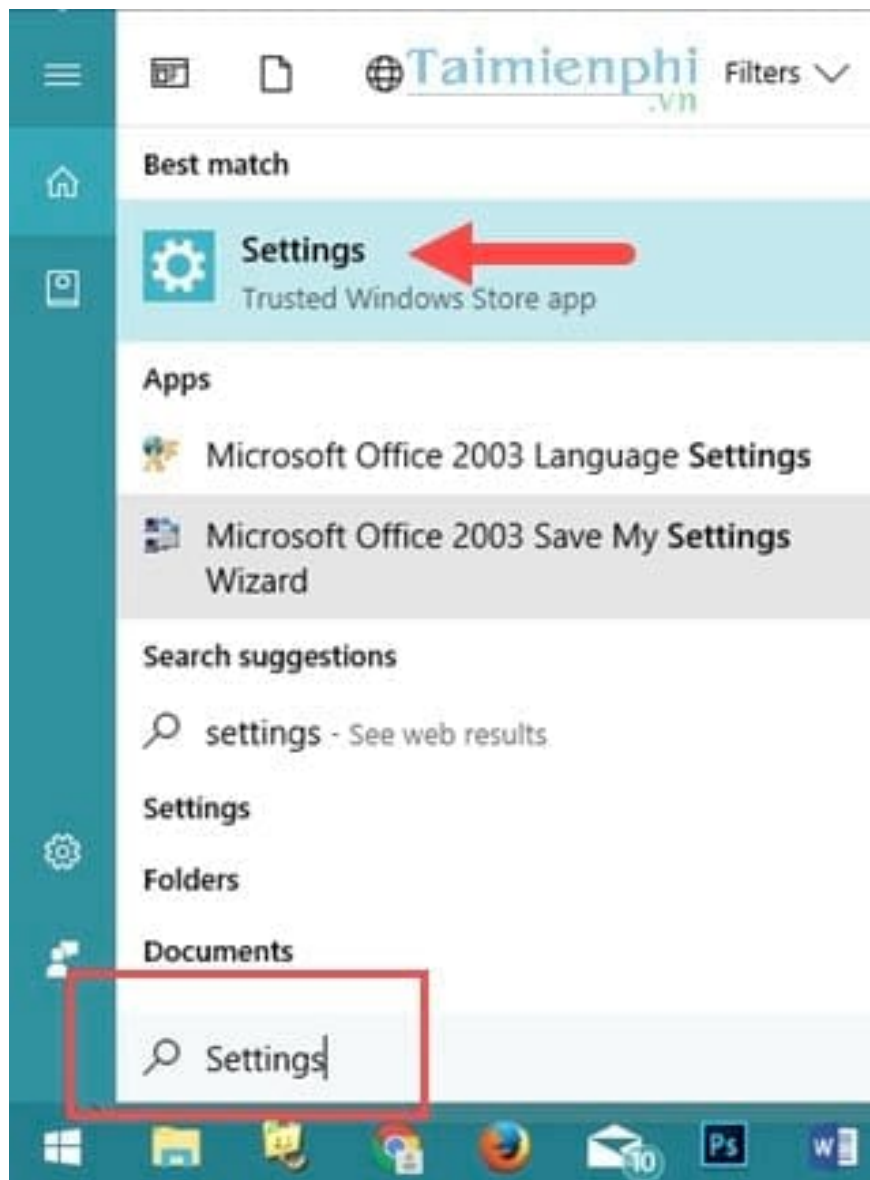 Taimienphi
.vn
Filters
Best match
Settings
Trusted Windows Store app
Apps
Microsoft Office 2003 Language Settings
Microsoft Office 2003 Save My Settings
Wizard
Search suggestions
settings - See web results
Settings
Folders
Documents
Settings
10
Ps
W